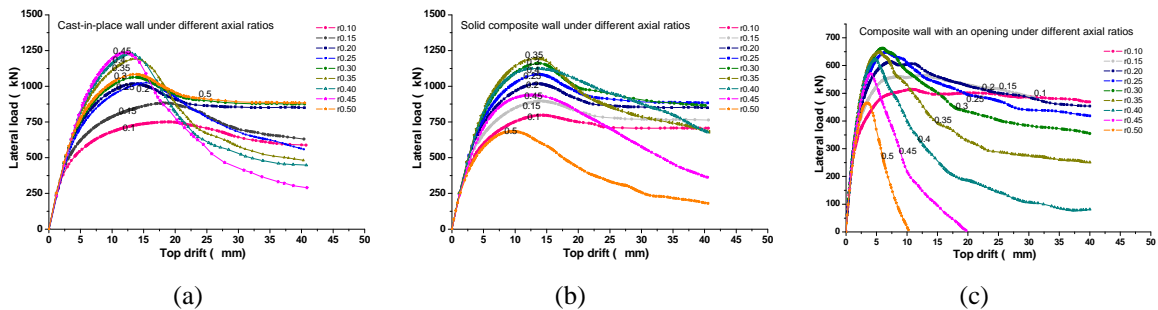 Cast-in-place wall under different axial ratios
Lateral load ( kN)
1500
1250
1000
750
500
250
0
0 5 10 15 20 25 30 35 40 45 50
Top drift ( mm)
r0.10
r0.15
r0.20
r0.25
r0.30
r0.35
r0.40
r0.45
r0.50
0.45
0.4
0.35
0.3
0.25
0.2
0.15
0.1
0.5
(a)
Solid composite wall under different axial ratios
Lateral load ( kN)
1500
1250
1000
750
500
250
0
0 5 10 15 20 25 30 35 40 45 50
Top drift ( mm)
r0.10
r0.15
r0.20
r0.25
r0.30
r0.35
r0.40
r0.45
r0.50
0.35
0.25
0.2
0.45
0.15
0.1
0.5
(b)
Composite wall with an opening under different axial ratios
Lateral load ( kN)
700
600
500
400
300
200
100
0
0 5 10 15 20 25 30 35 40 45 50
Top drift ( mm)
r0.10
r0.15
r0.20
r0.25
r0.30
r0.35
r0.40
r0.45
r0.50
0.2 0.15
0.25
0.1
0.3
0.35
0.4
0.45
0.5
(c)